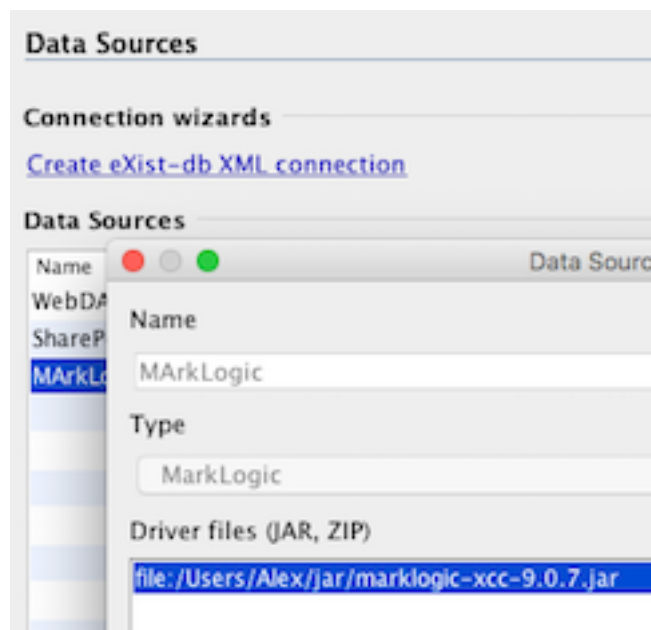 Data Sources
Connection wizards
Create eXist-db XML connection
Data Sources
Name
WebDA
ShareP
MArkLo
Data Sourc
Name
MArkLogic
Type
MarkLogic
Driver files (JAR, ZIP)
file:/Users/Alex/jar/marklogic-xcc-9.0.7.jar